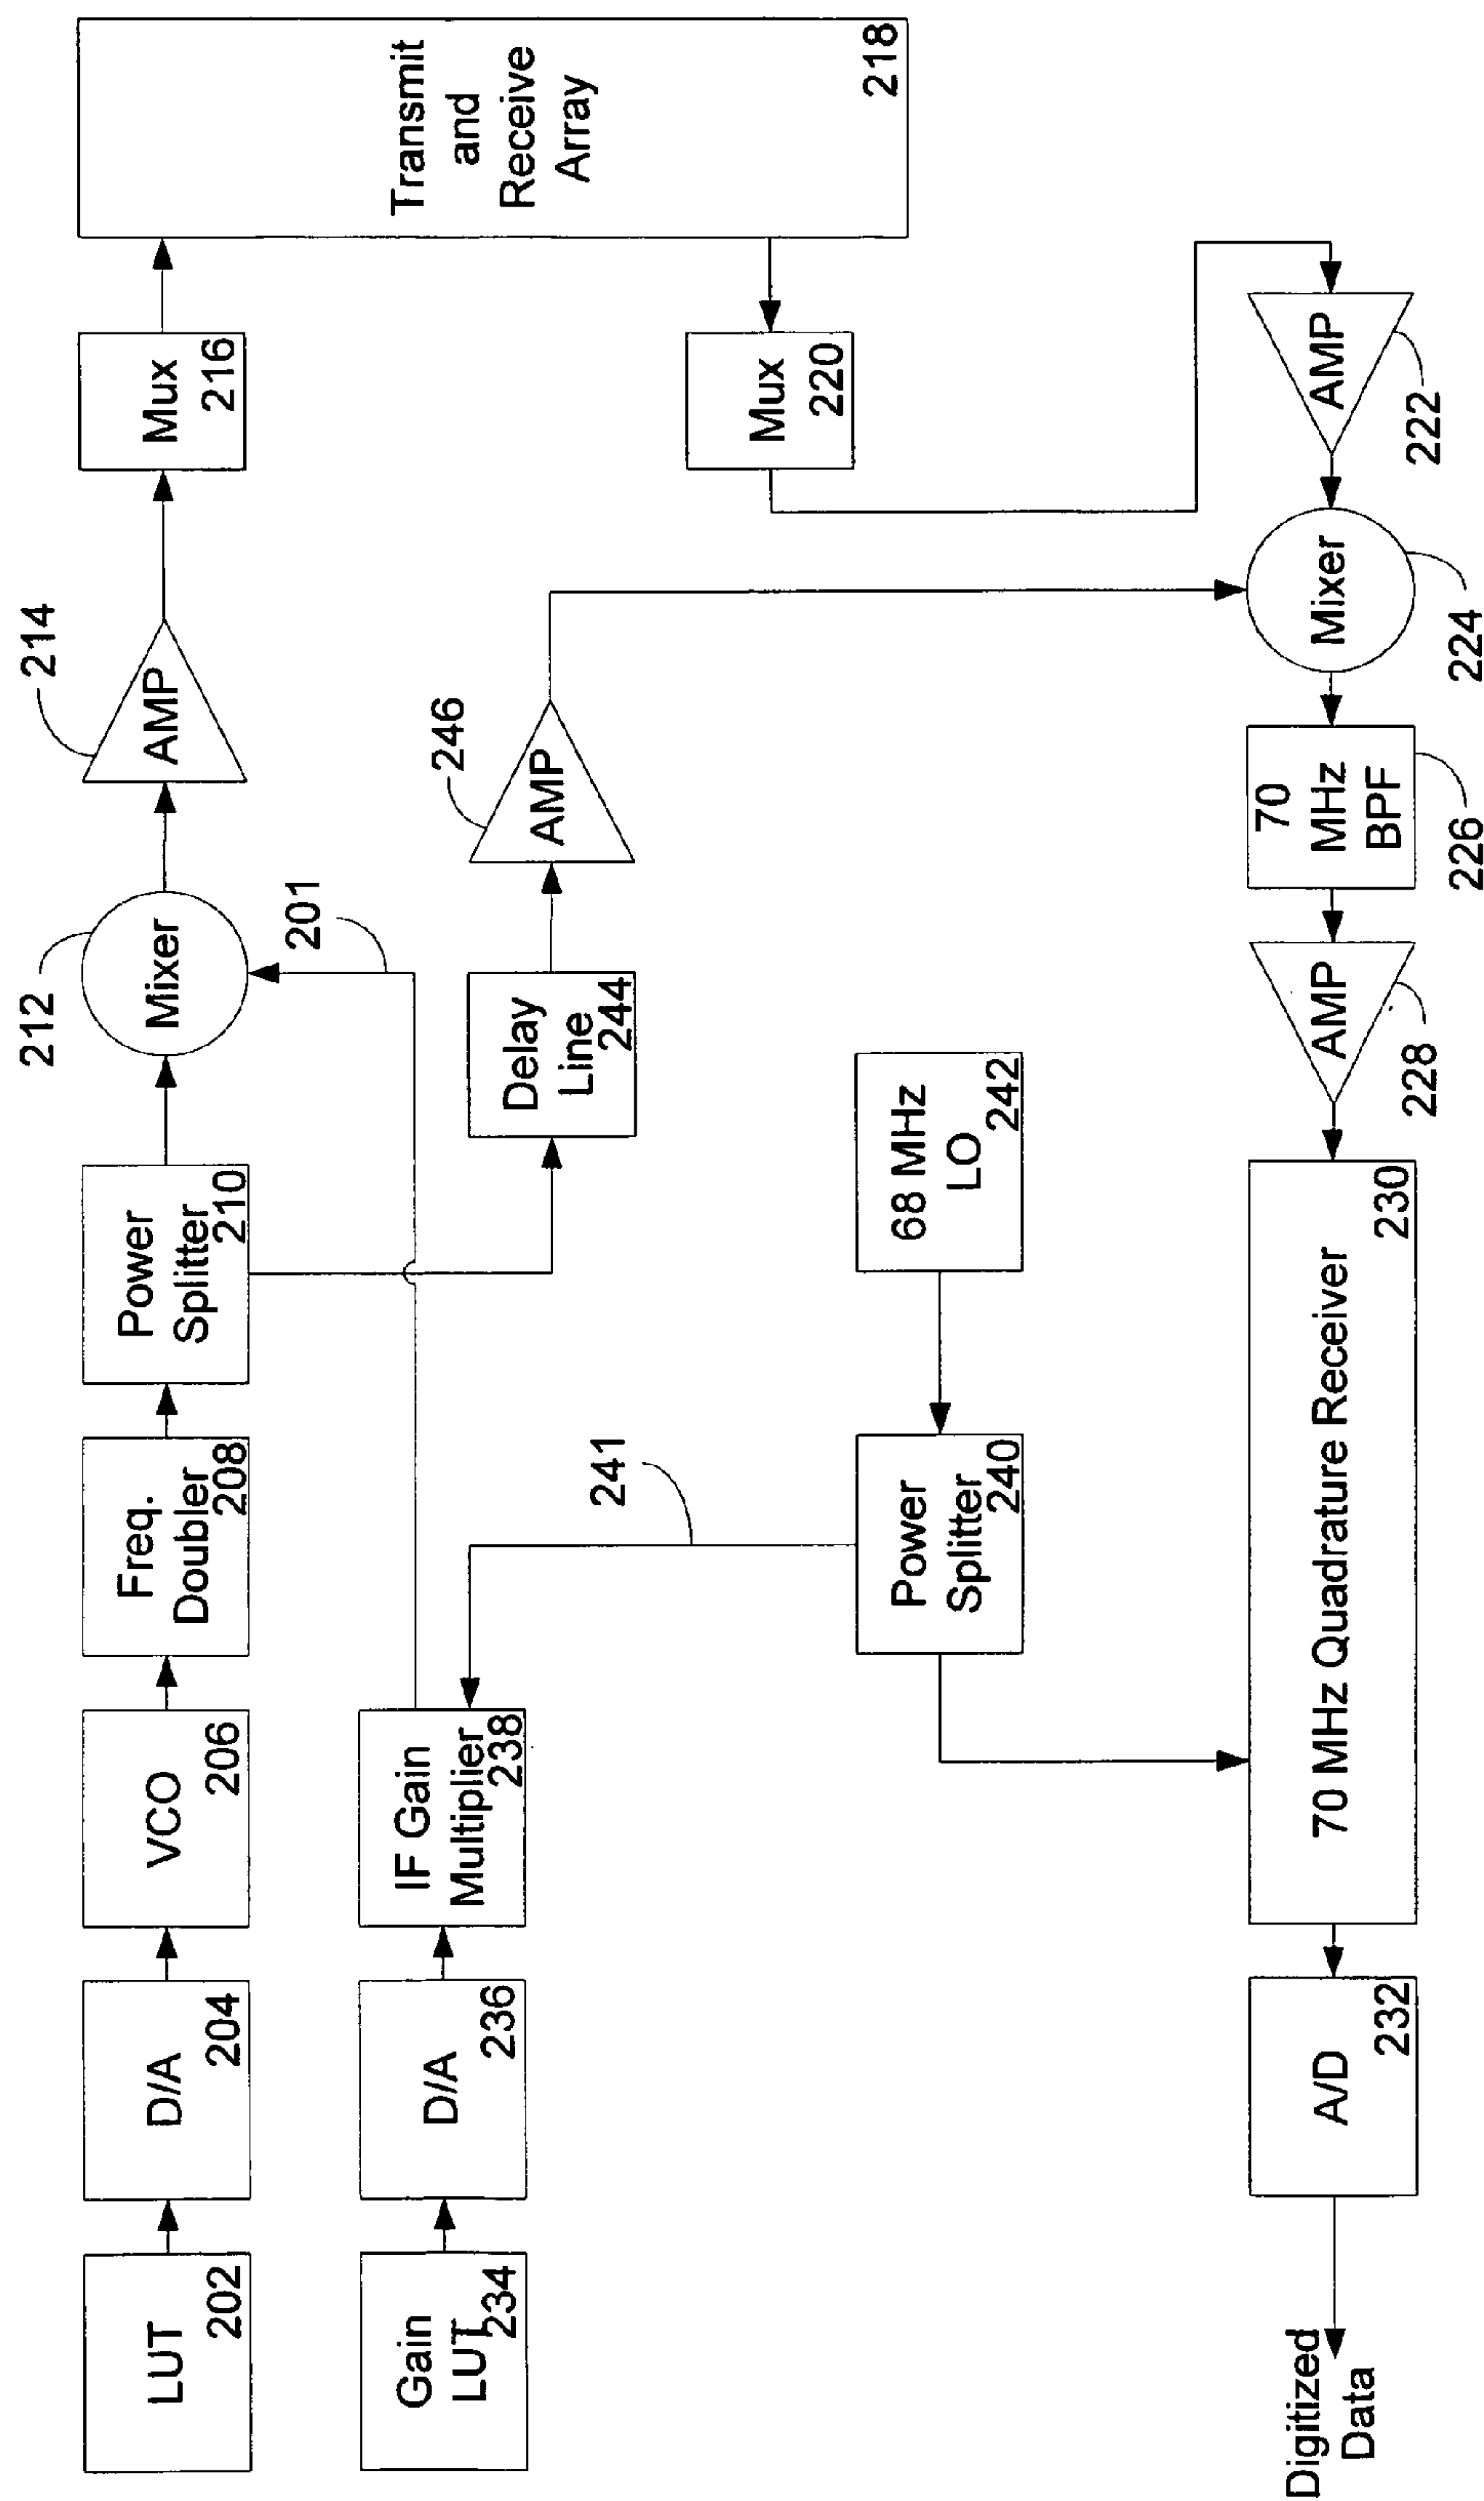 LUT
202
D/A
204
VCO
206
Freq.
Doubler
208
Power
Splitter
210
Mixer
212
AMP
214
Mux
216
Transmit
and
Receive
Array
218
Gain
LUT
234
D/A
236
IF Gain
Multiplier
238
201
Delay
Line
244
AMP
246
241
Power
Splitter
240
68 MHz
LO
242
Mux
220
AMP
222
Mixer
224
70
MHz
BPF
226
AMP
228
70 MHz Quadrature Receiver
230
A/D
232
Digitized
Data